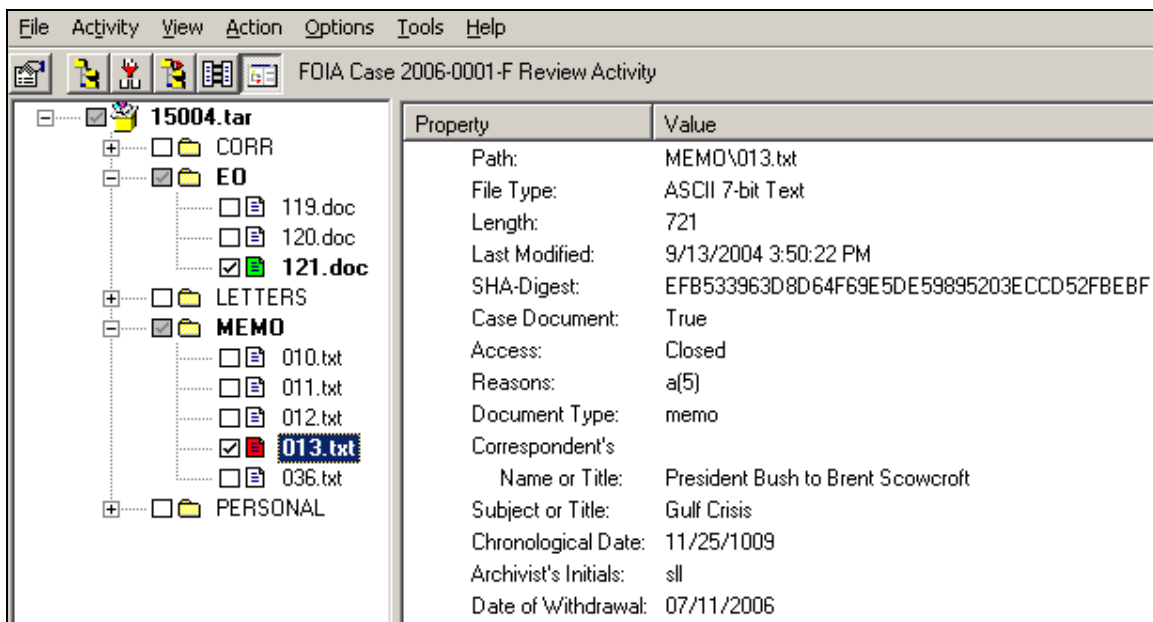 File Activity View Action Options Tools Help
FOIA Case 2006-0001-F Review Activity
15004.tar
CORR
EO
119.doc
120.doc
121.doc
LETTERS
MEMO
010.txt
011.txt
012.txt
013.txt
036.txt
PERSONAL
Property Value
Path: MEMO\013.txt
File Type: ASCII 7-bit Text
Length: 721
Last Modified: 9/13/2004 3:50:22 PM
SHA-Digest: EFB533963D8D64F69E5DE59895203ECCD52FBEBF
Case Document: True
Access: Closed
Reasons: a(5)
Document Type: memo
Correspondent's
Name or Title: President Bush to Brent Scowcroft
Subject or Title: Gulf Crisis
Chronological Date: 11/25/1009
Archivist's Initials: sll
Date of Withdrawal: 07/11/2006